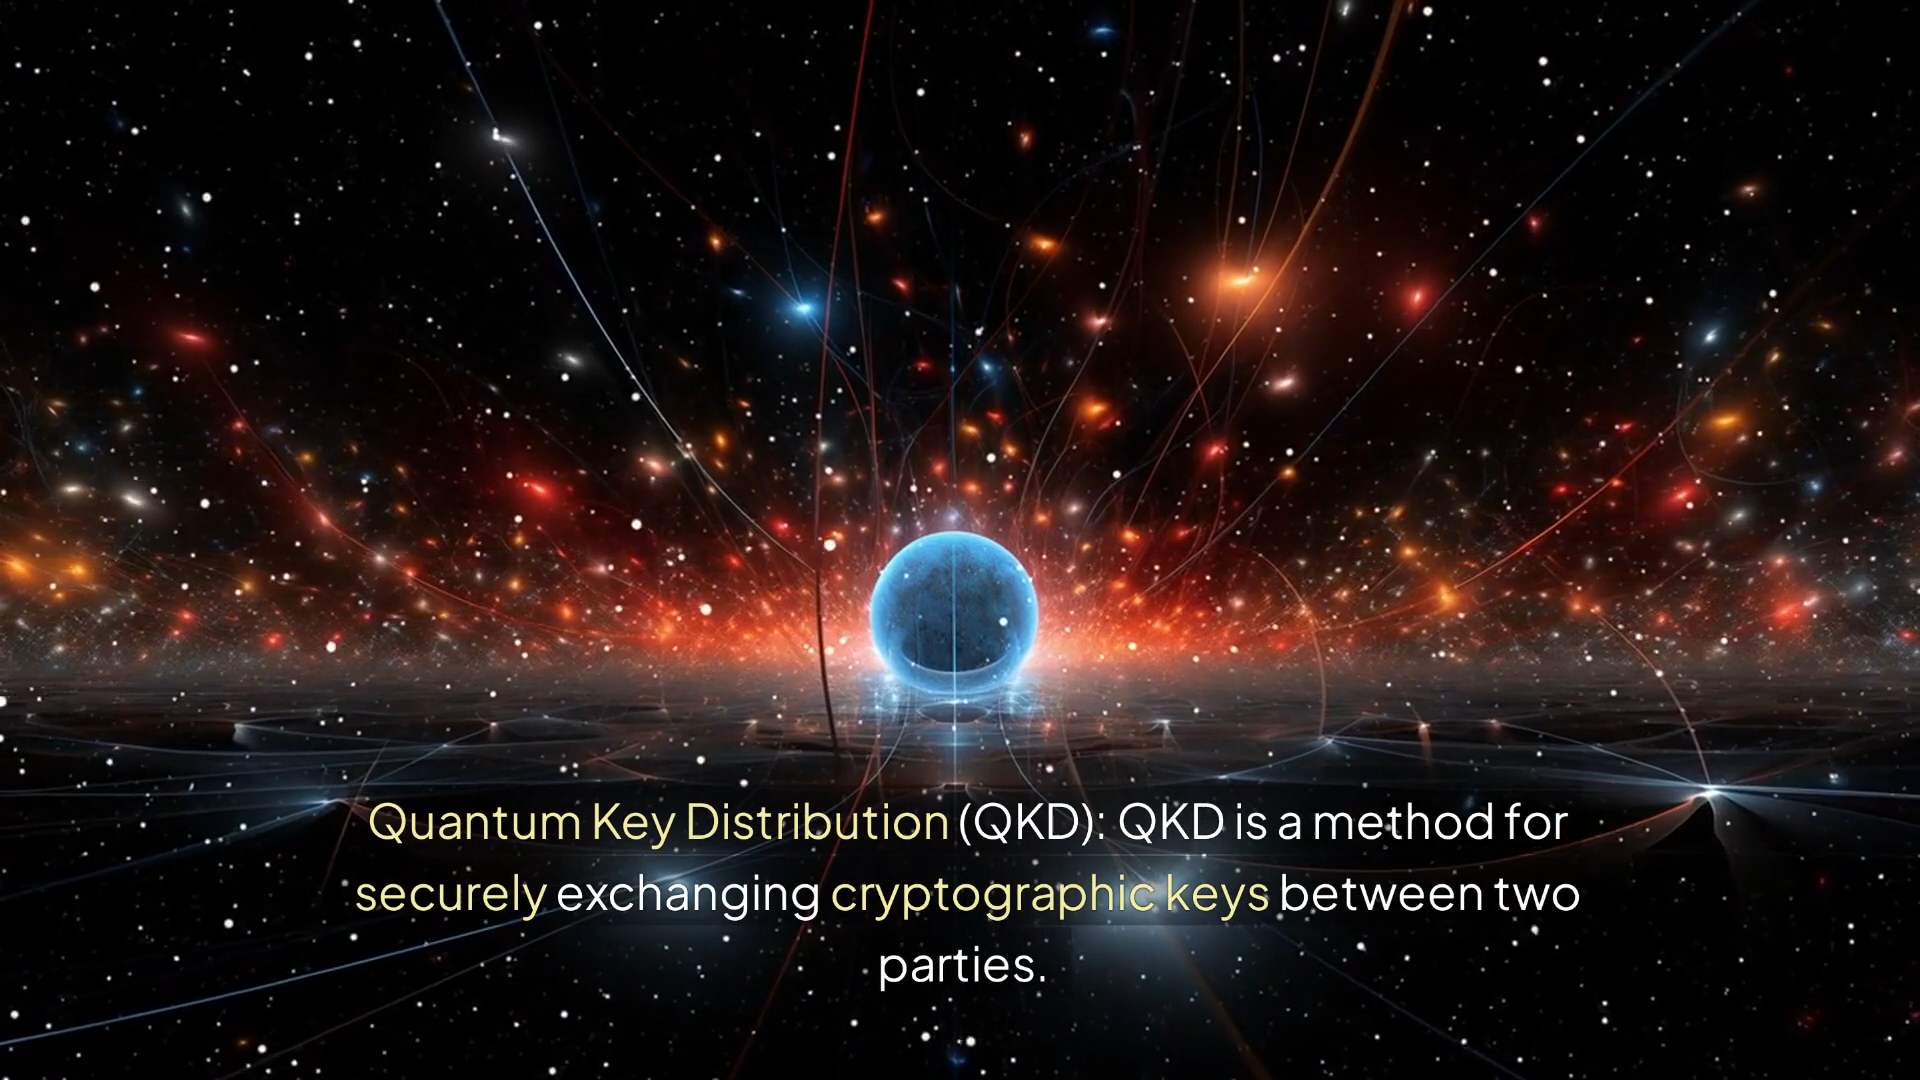 Quantum Key Distribution (QKD): QKD is a method for
securely exchanging cryptographic keys between two
parties.